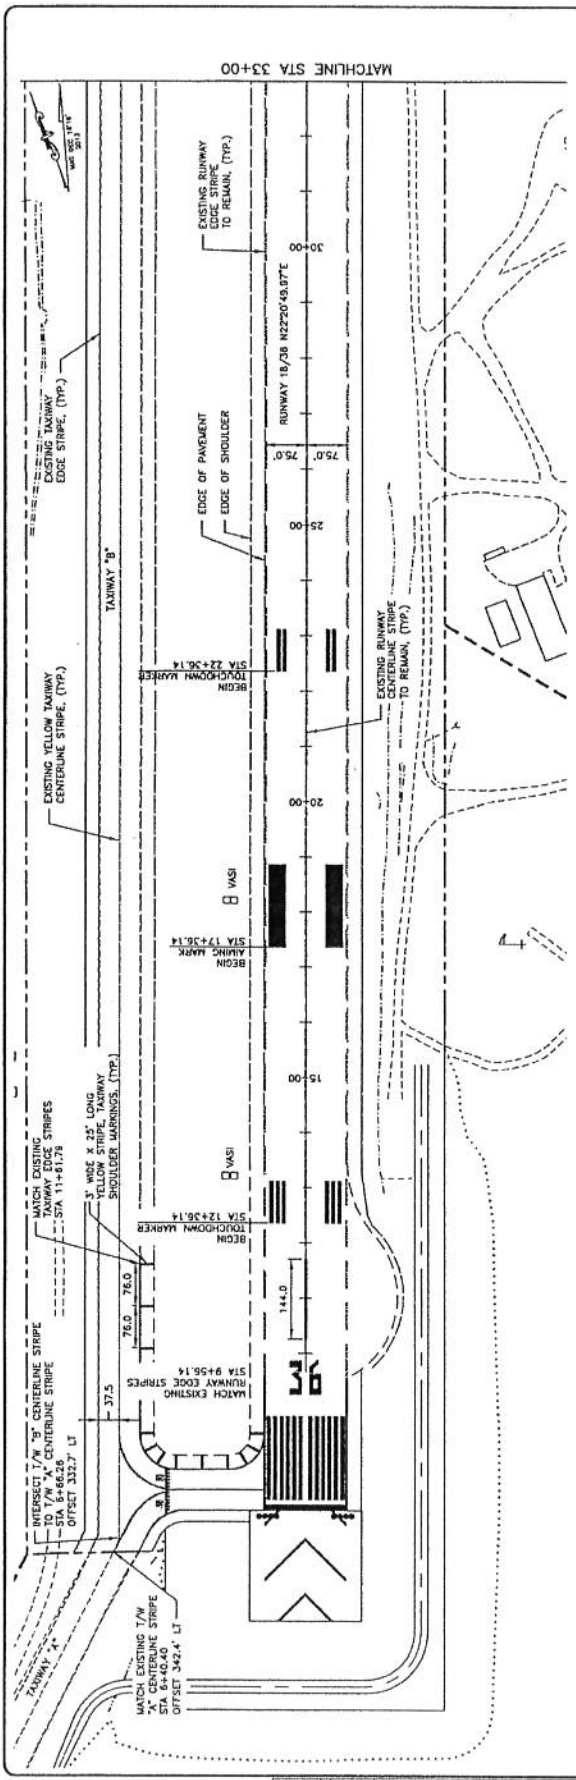 MATCHLINE STA 33+00
MAG DEC 16°16'
2013
EXISTING RUNWAY
EDGE STRIPE
TO REMAIN, (TYP.)
30+00
RUNWAY 18/36 N22°20'49.97"E
EXISTING TAXIWAY
EDGE STRIPE, (TYP.)
EDGE OF PAVEMENT
EDGE OF SHOULDER
75.0'
75.0'
25+00
TAXIWAY "B"
BEGIN
TOUCHDOWN MARKER
STA 22+36.14
EXISTING RUNWAY
CENTERLINE STRIPE
TO REMAIN, (TYP.)
EXISTING YELLOW TAXIWAY
CENTERLINE STRIPE, (TYP.)
20+00
VASI
BEGIN
AIMING MARK
STA 17+36.14
15+00
3' WIDE X 25' LONG
YELLOW STRIPE, TAXIWAY
SHOULDER MARKINGS, (TYP.)
MATCH EXISTING
TAXIWAY EDGE STRIPES
STA 11+61.79
VASI
BEGIN
TOUCHDOWN MARKER
STA 12+36.14
76.0
76.0
144.0
MATCH EXISTING
RUNWAY EDGE STRIPES
STA 9+56.14
36
37.5
INTERSECT T/W "B" CENTERLINE STRIPE
TO T/W "A" CENTERLINE STRIPE
STA 6+66.26
OFFSET 332.7' LT
TAXIWAY "A"
MATCH EXISTING T/W
"A" CENTERLINE STRIPE
STA 6+40.40
OFFSET 342.4' LT